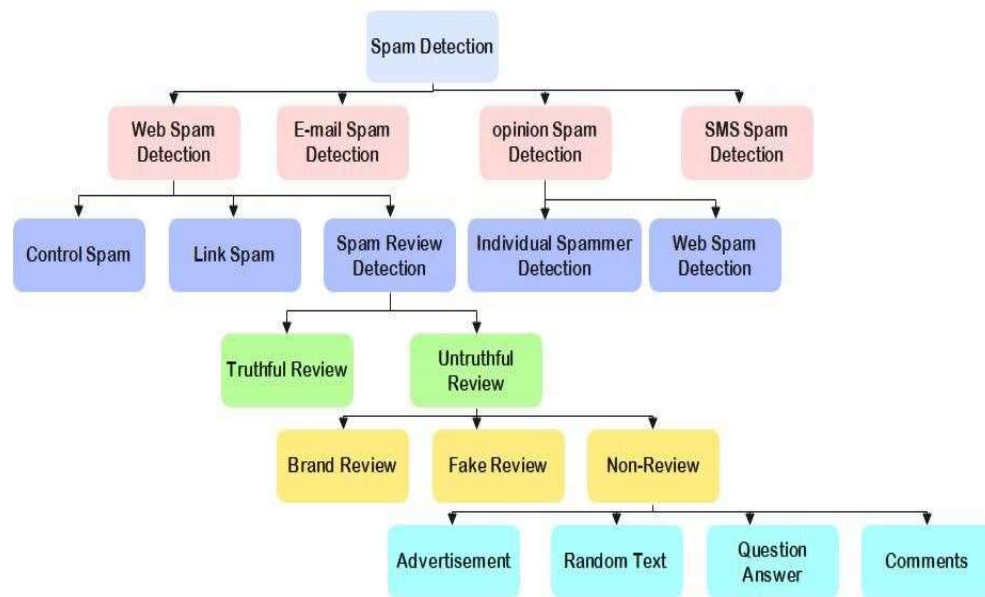 Spam Detection
Web Spam
Detection
E-mail Spam
Detection
opinion Spam
Detection
SMS Spam
Detection
Control Spam
Link Spam
Spam Review
Detection
Individual Spammer
Detection
Web Spam
Detection
Truthful Review
Untruthful
Review
Brand Review
Fake Review
Non-Review
Advertisement
Random Text
Question
Answer
Comments